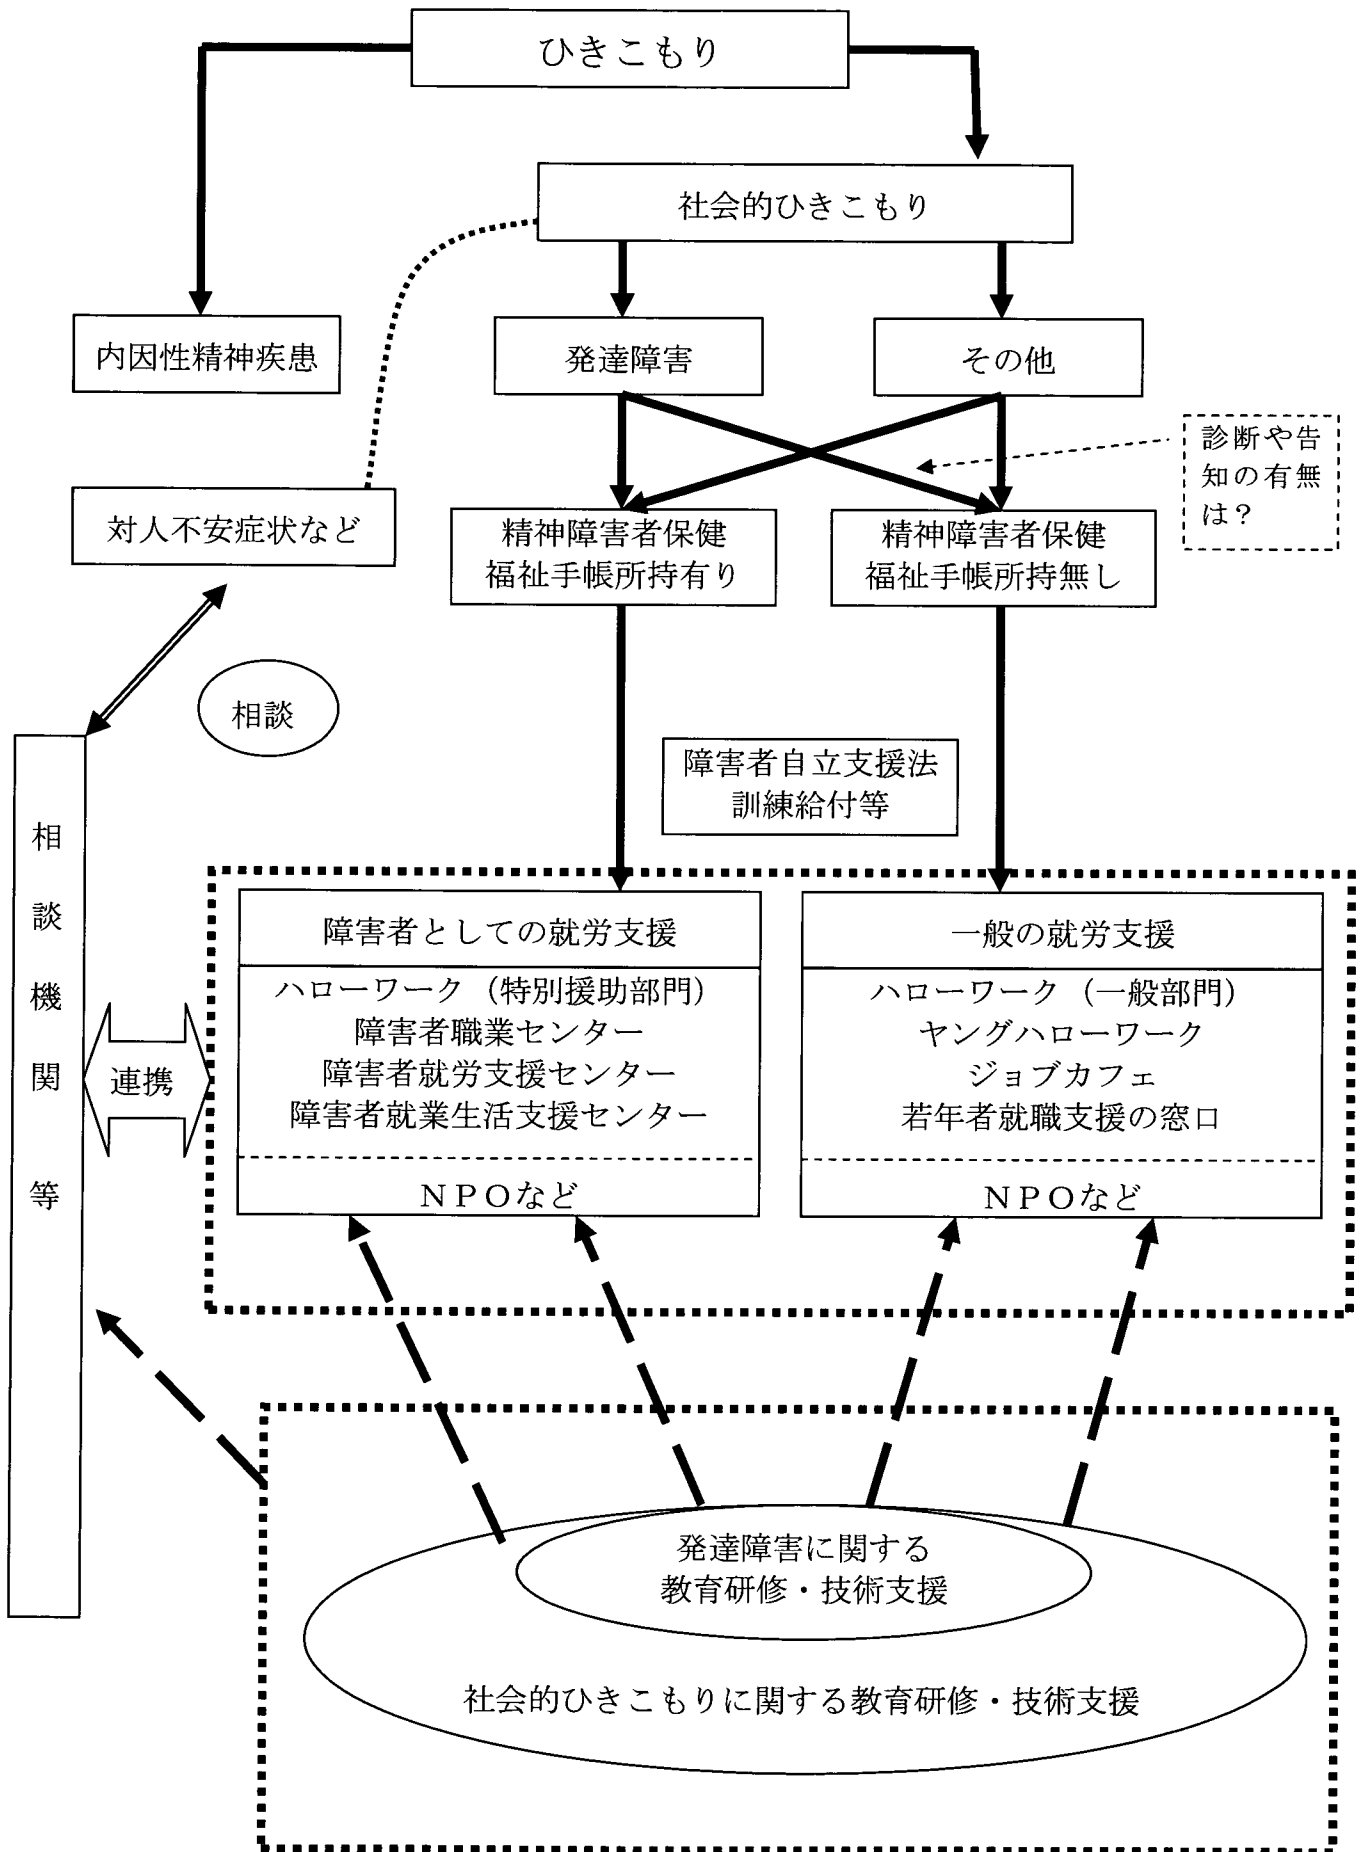 ひきこもり
社会的ひきこもり
内因性精神疾患
発達障害
その他
診断や告
知の有無
は？
対人不安症状など
精神障害者保健
福祉手帳所持有り
精神障害者保健
福祉手帳所持無し
相談
障害者自立支援法
訓練給付等
相談機関等
連携
障害者としての就労支援
ハローワーク（特別援助部門）
障害者職業センター
障害者就労支援センター
障害者就業生活支援センター
ＮＰＯなど
一般の就労支援
ハローワーク（一般部門）
ヤングハローワーク
ジョブカフェ
若年者就職支援の窓口
ＮＰＯなど
発達障害に関する
教育研修・技術支援
社会的ひきこもりに関する教育研修・技術支援